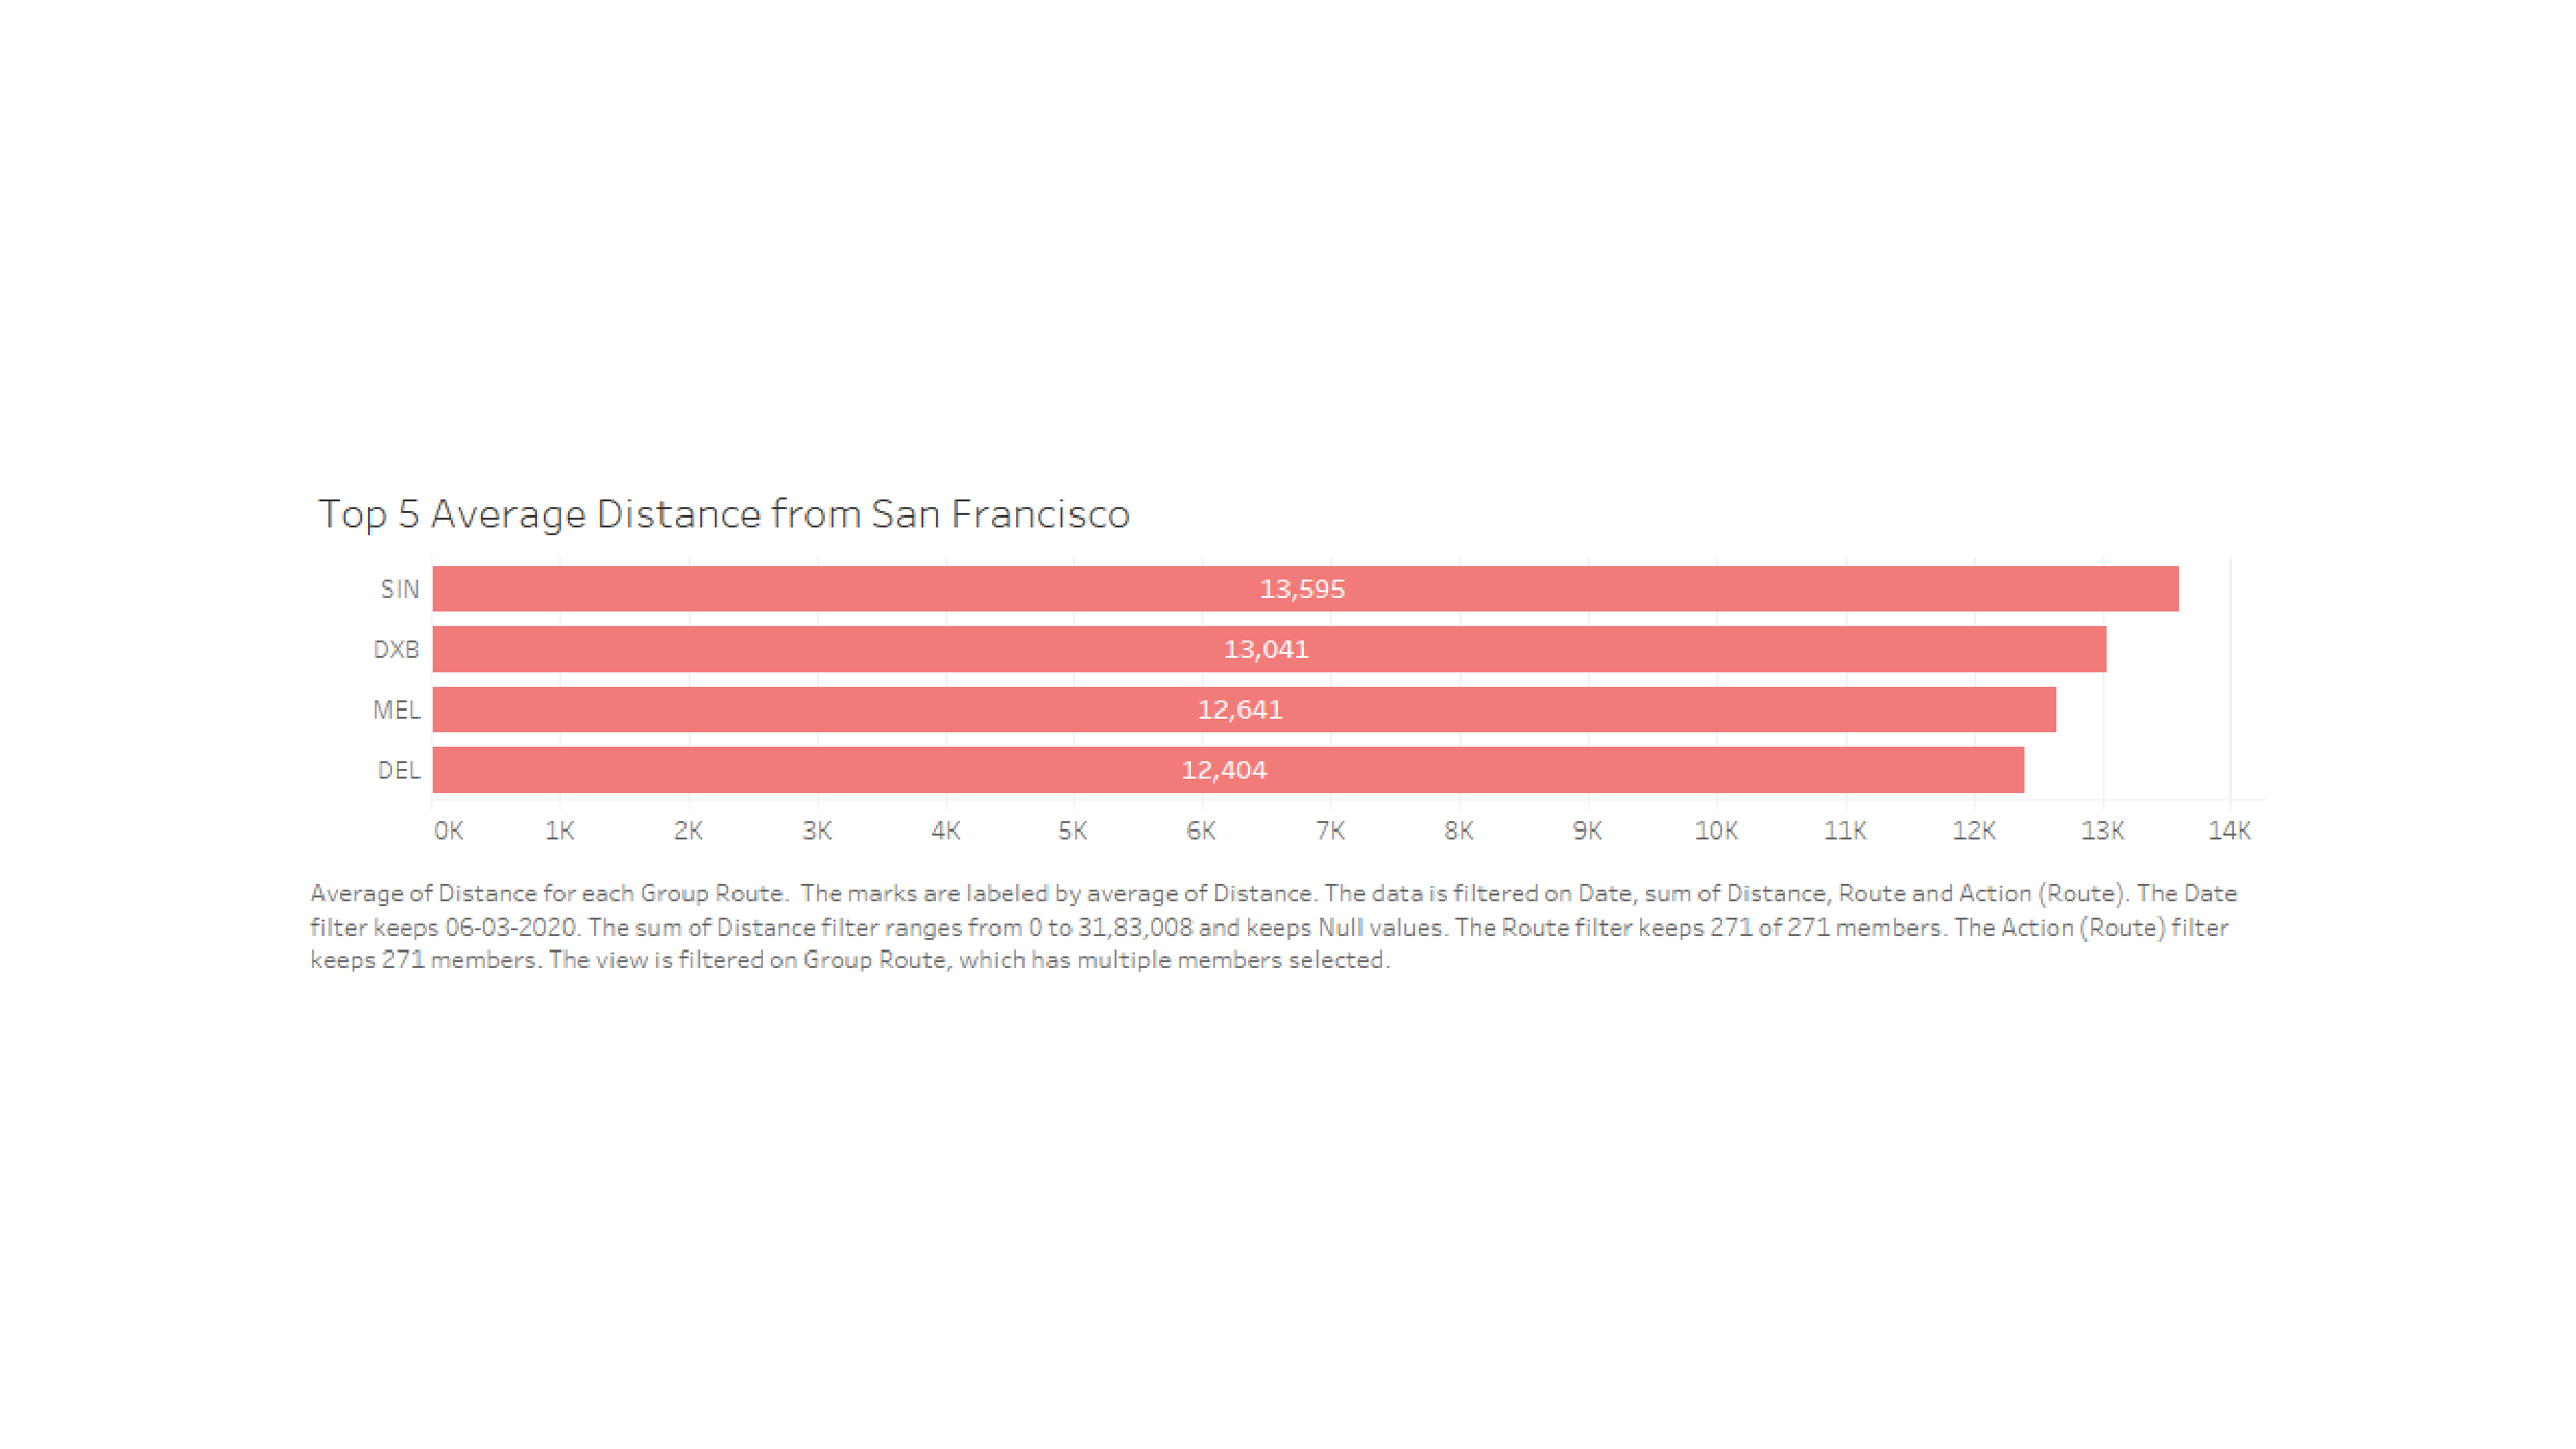 Top 5 Average Distance from San Francisco
SIN 13,595
DXB 13,041
MEL 12,641
DEL 12,404
0K 1K 2K 3K 4K 5K 6K 7K 8K 9K 10K 11K 12K 13K 14K
Average of Distance for each Group Route. The marks are labeled by average of Distance. The data is filtered on Date, sum of Distance, Route and Action (Route). The Date
filter keeps 06-03-2020. The sum of Distance filter ranges from 0 to 31,83,008 and keeps Null values. The Route filter keeps 271 of 271 members. The Action (Route) filter
keeps 271 members. The view is filtered on Group Route, which has multiple members selected.